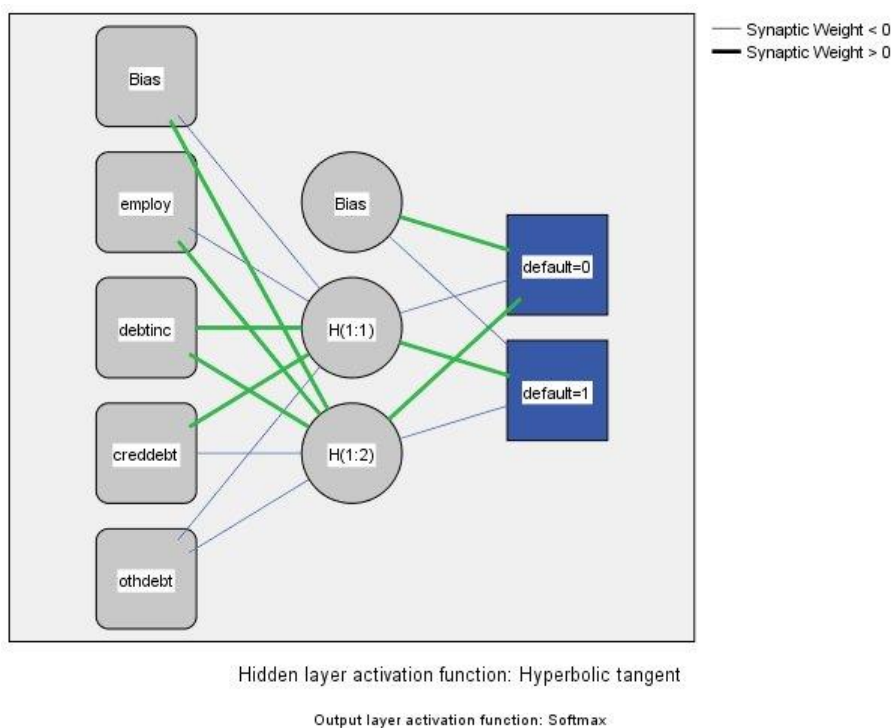 Synaptic Weight < 0
Synaptic Weight > 0
Bias
employ
debtinc
creddebt
othdebt
Bias
H(1:1)
H(1:2)
default=0
default=1
Hidden layer activation function: Hyperbolic tangent
Output layer activation function: Softmax